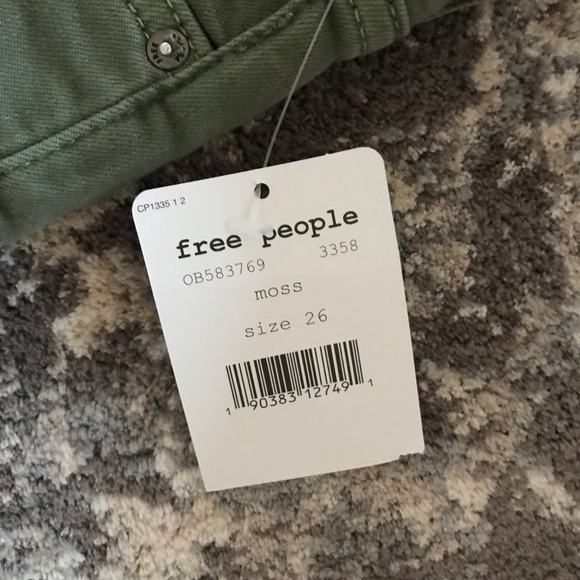 CP1335 1 2
free people
OB583769 3358
moss
size 26
1 90383 12749 1